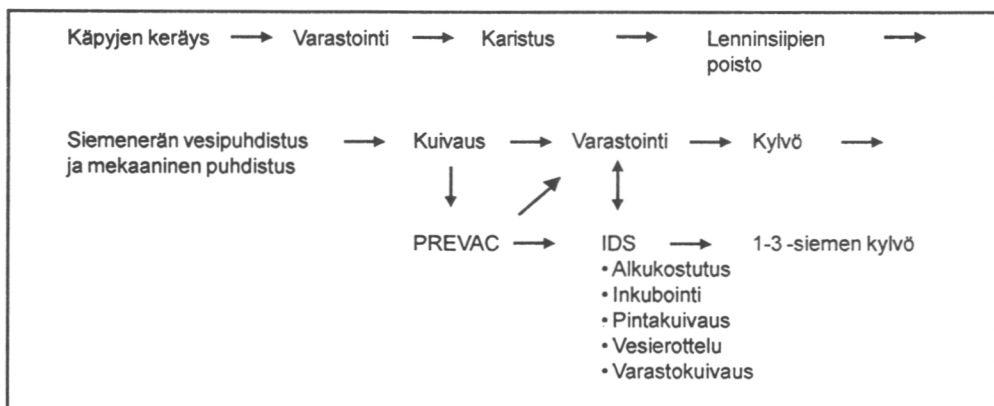 Käpyjen keräys → Varastointi → Karistus → Lenninsiipien →
poisto
Siemenerän vesipuhdistus → Kuivaus → Varastointi → Kylvö →
ja mekaaninen puhdistus
PREVAC → IDS → 1-3 -siemen kylvö
• Alkukostutus
• Inkubointi
• Pintakuivaus
• Vesierottelu
• Varastokuivaus